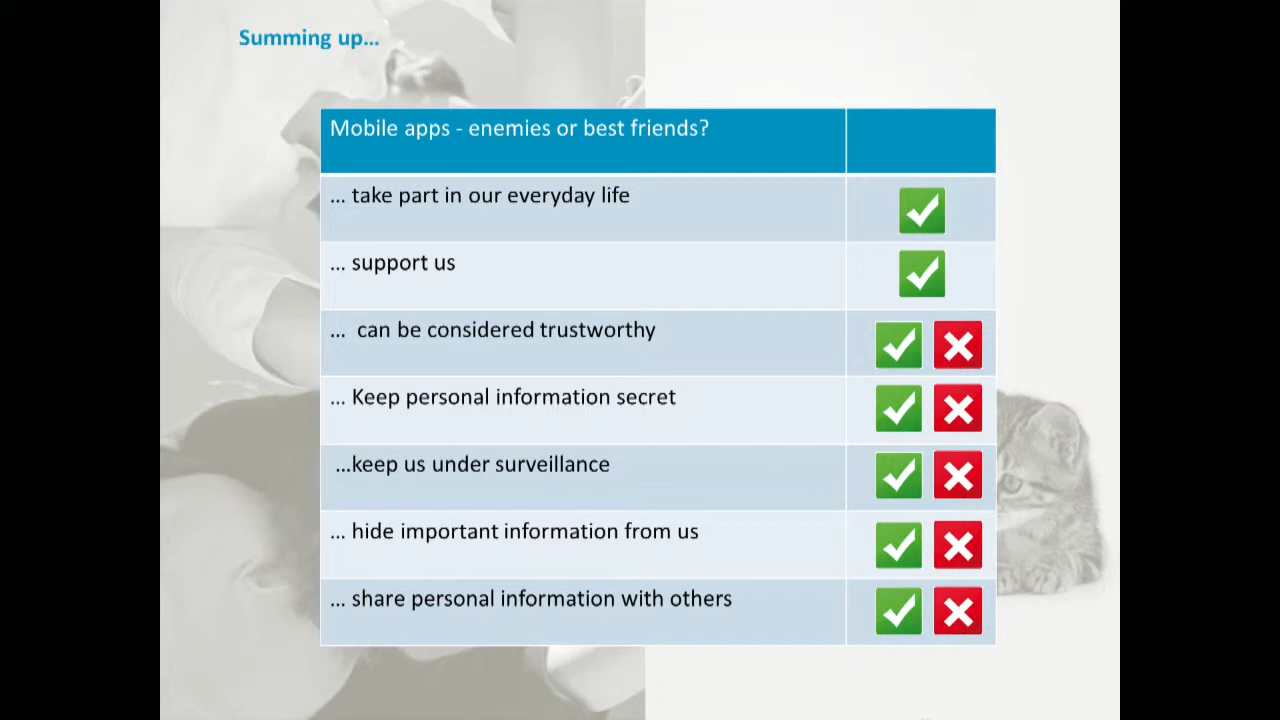 Summing up...
Mobile apps - enemies or best friends?
... take part in our everyday life
... support us
... can be considered trustworthy
... Keep personal information secret
...keep us under surveillance
... hide important information from us
... share personal information with others